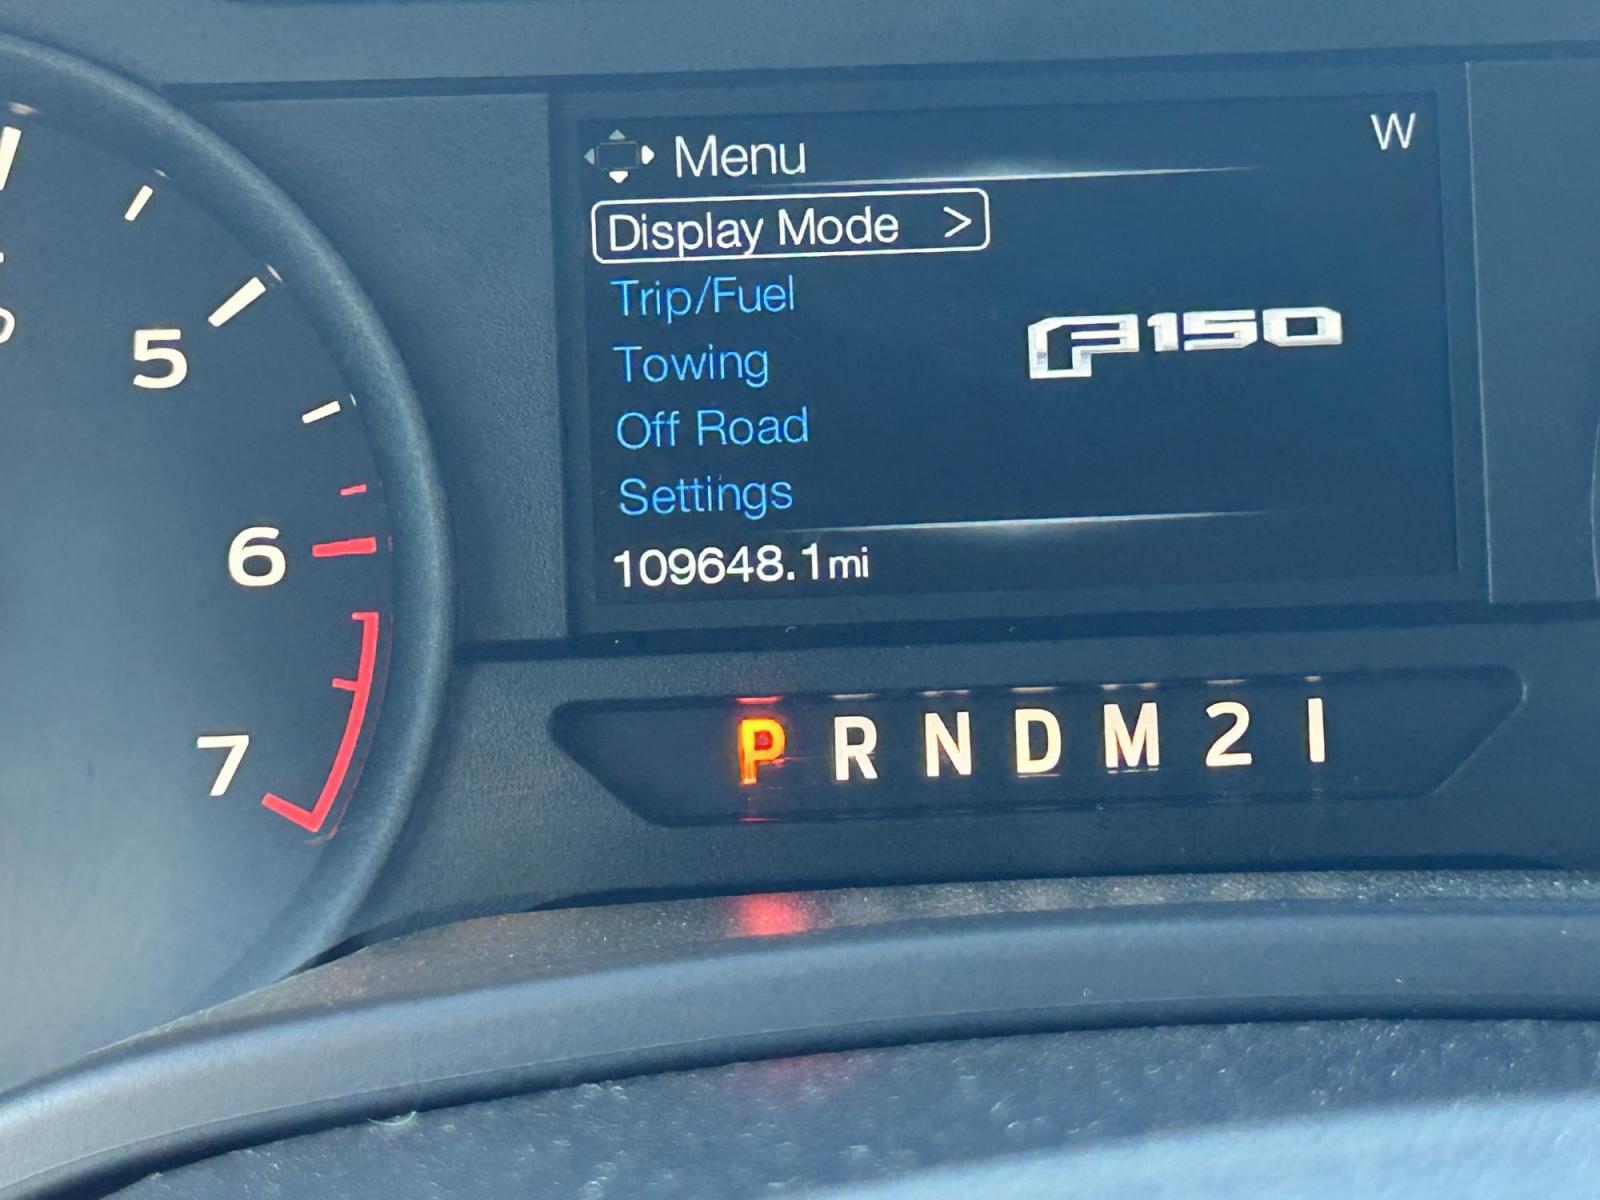 W
Menu
Display Mode >
Trip/Fuel
Towing
Off Road
Settings
F150
109648.1mi
5
6
7
P R N D M 2 1